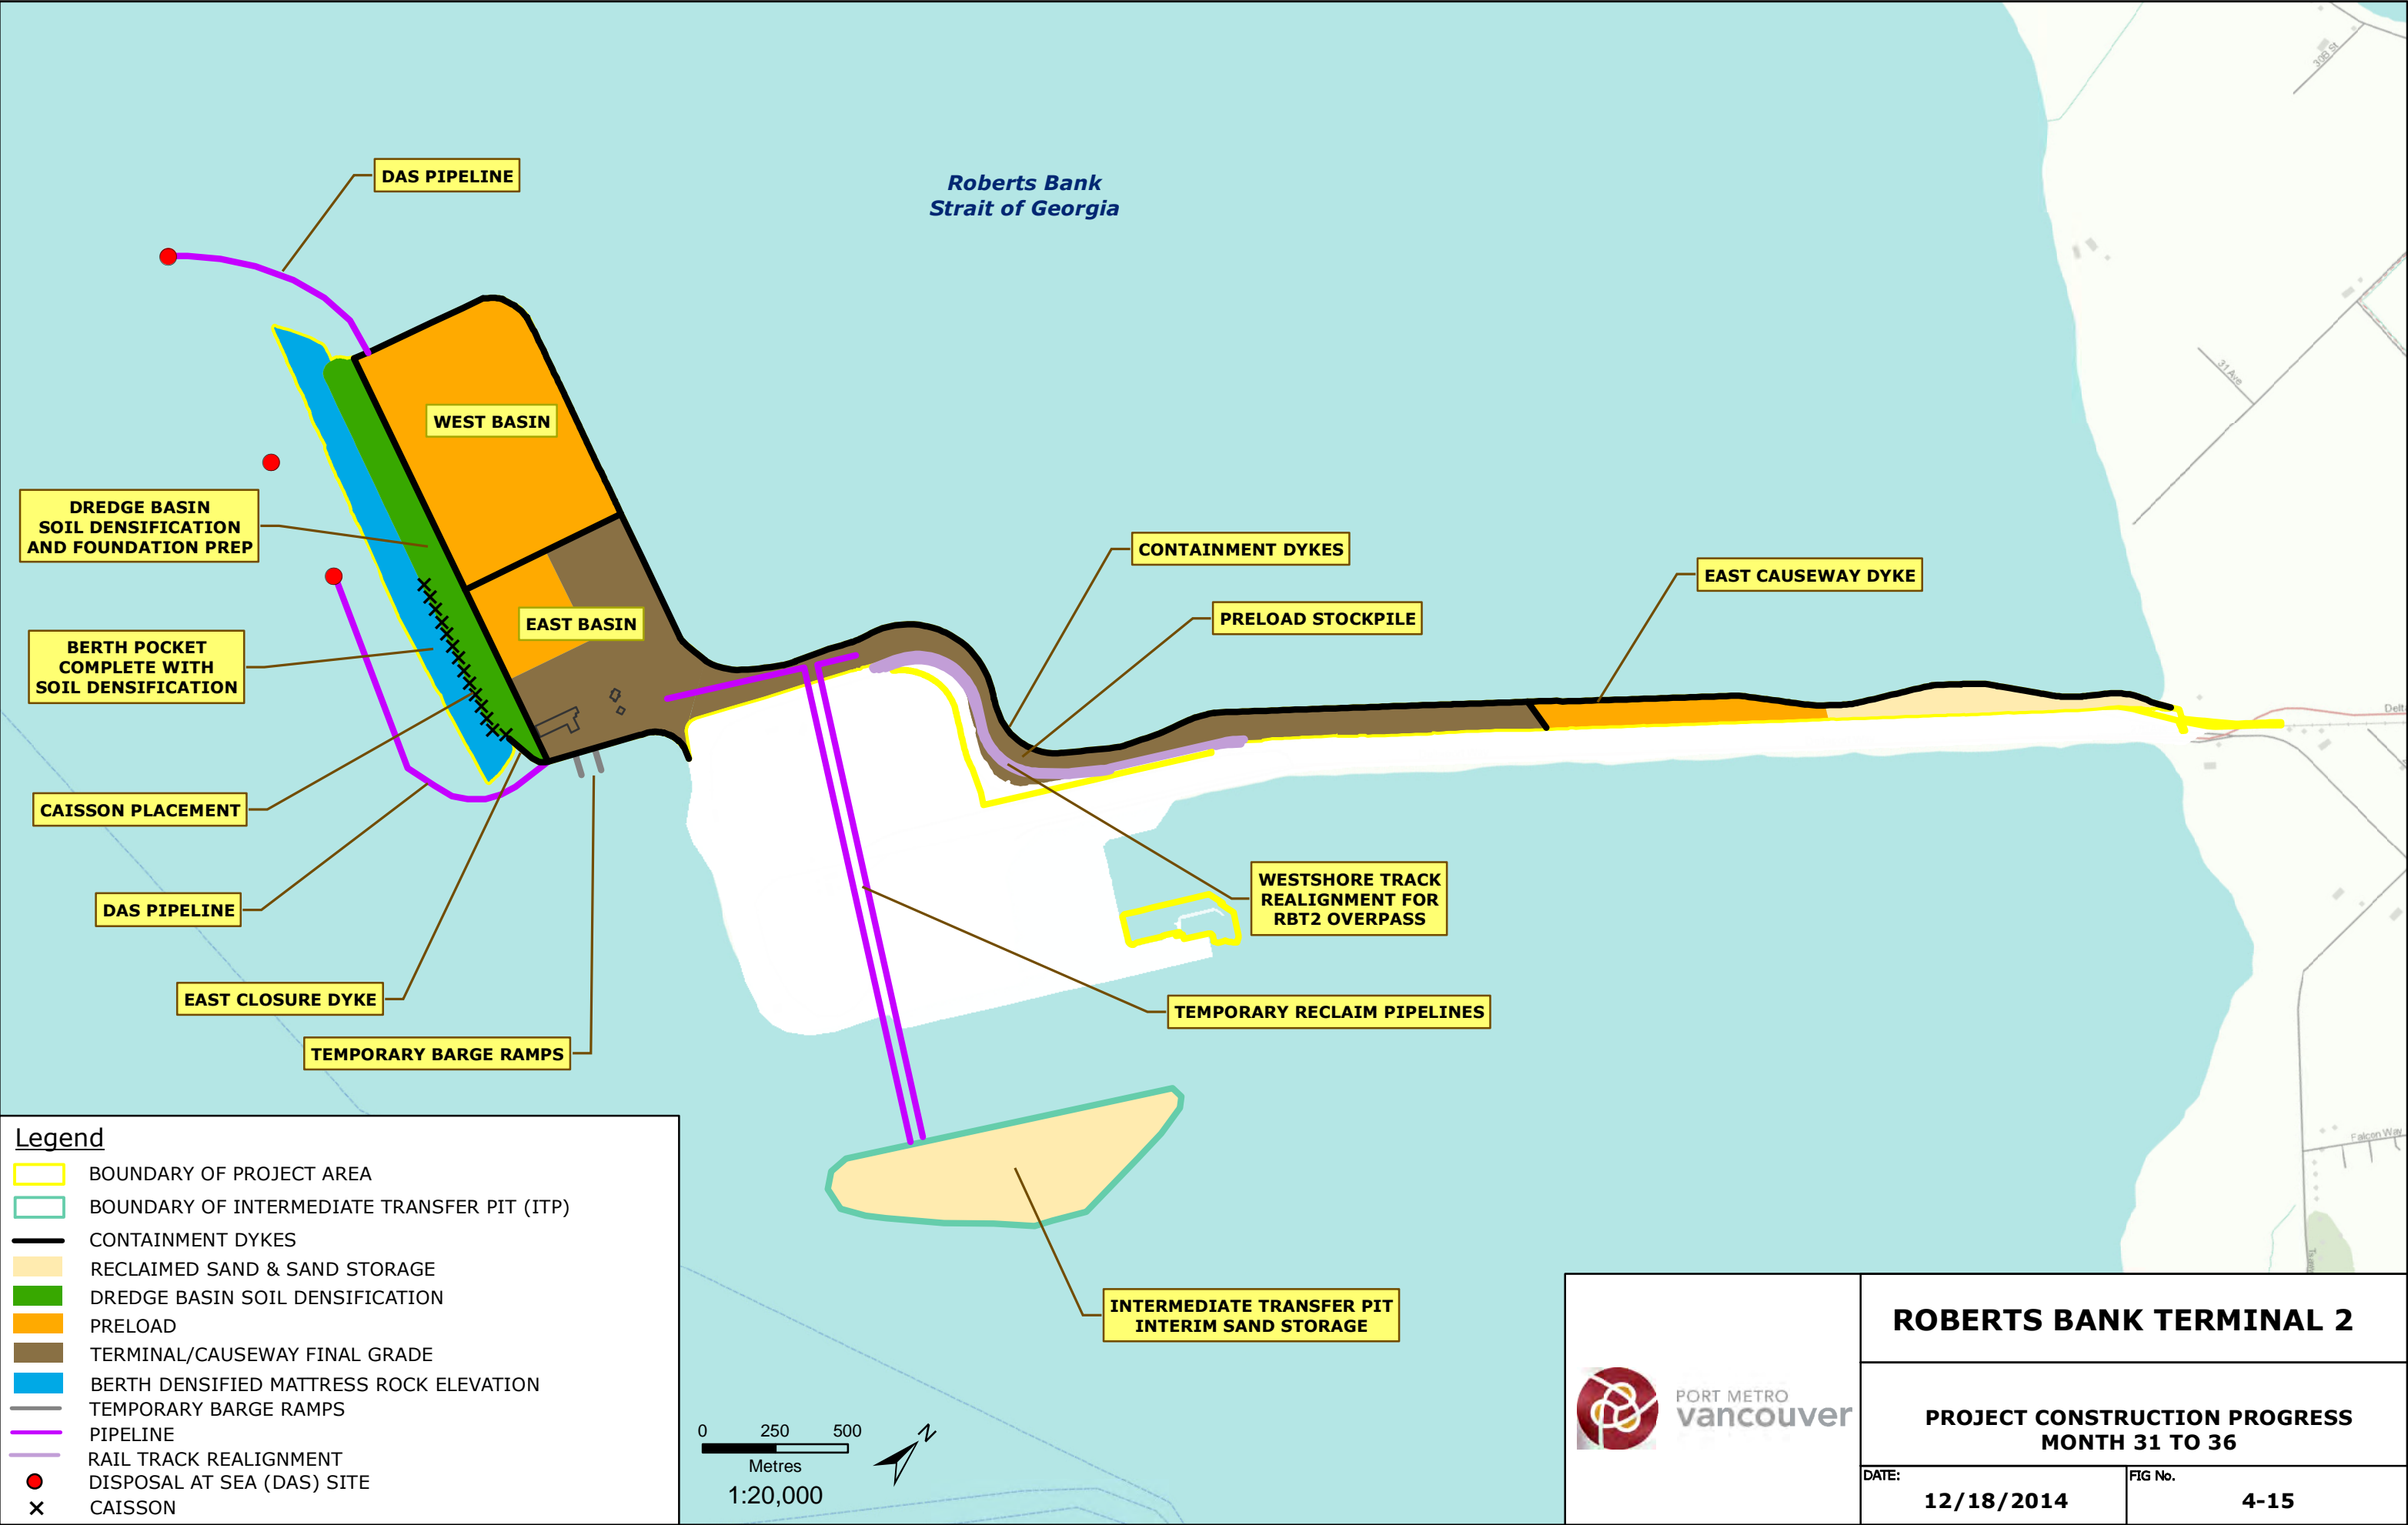 30B St
DAS PIPELINE
Roberts Bank
Strait of Georgia
31 Ave
WEST BASIN
DREDGE BASIN
SOIL DENSIFICATION
AND FOUNDATION PREP
CONTAINMENT DYKES
EAST CAUSEWAY DYKE
PRELOAD STOCKPILE
EAST BASIN
BERTH POCKET
COMPLETE WITH
SOIL DENSIFICATION
CAISSON PLACEMENT
WESTSHORE TRACK
REALIGNMENT FOR
RBT2 OVERPASS
DAS PIPELINE
EAST CLOSURE DYKE
TEMPORARY RECLAIM PIPELINES
TEMPORARY BARGE RAMPS
Falcon Way
INTERMEDIATE TRANSFER PIT
INTERIM SAND STORAGE
Legend
BOUNDARY OF PROJECT AREA
BOUNDARY OF INTERMEDIATE TRANSFER PIT (ITP)
CONTAINMENT DYKES
RECLAIMED SAND & SAND STORAGE
DREDGE BASIN SOIL DENSIFICATION
PRELOAD
TERMINAL/CAUSEWAY FINAL GRADE
BERTH DENSIFIED MATTRESS ROCK ELEVATION
TEMPORARY BARGE RAMPS
PIPELINE
RAIL TRACK REALIGNMENT
DISPOSAL AT SEA (DAS) SITE
CAISSON
0 250 500
Metres
1:20,000
N
PORT METRO
vancouver
ROBERTS BANK TERMINAL 2
PROJECT CONSTRUCTION PROGRESS
MONTH 31 TO 36
DATE:
12/18/2014
FIG No.
4-15